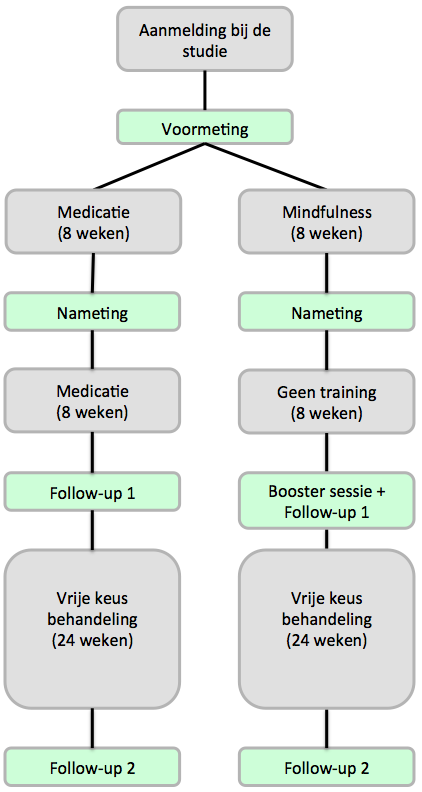 Aanmelding bij de
studie
Voormeting
Medicatie
(8 weken)
Mindfulness
(8 weken)
Nameting
Nameting
Medicatie
(8 weken)
Geen training
(8 weken)
Follow-up 1
Booster sessie +
Follow-up 1
Vrije keus
behandeling
(24 weken)
Vrije keus
behandeling
(24 weken)
Follow-up 2
Follow-up 2